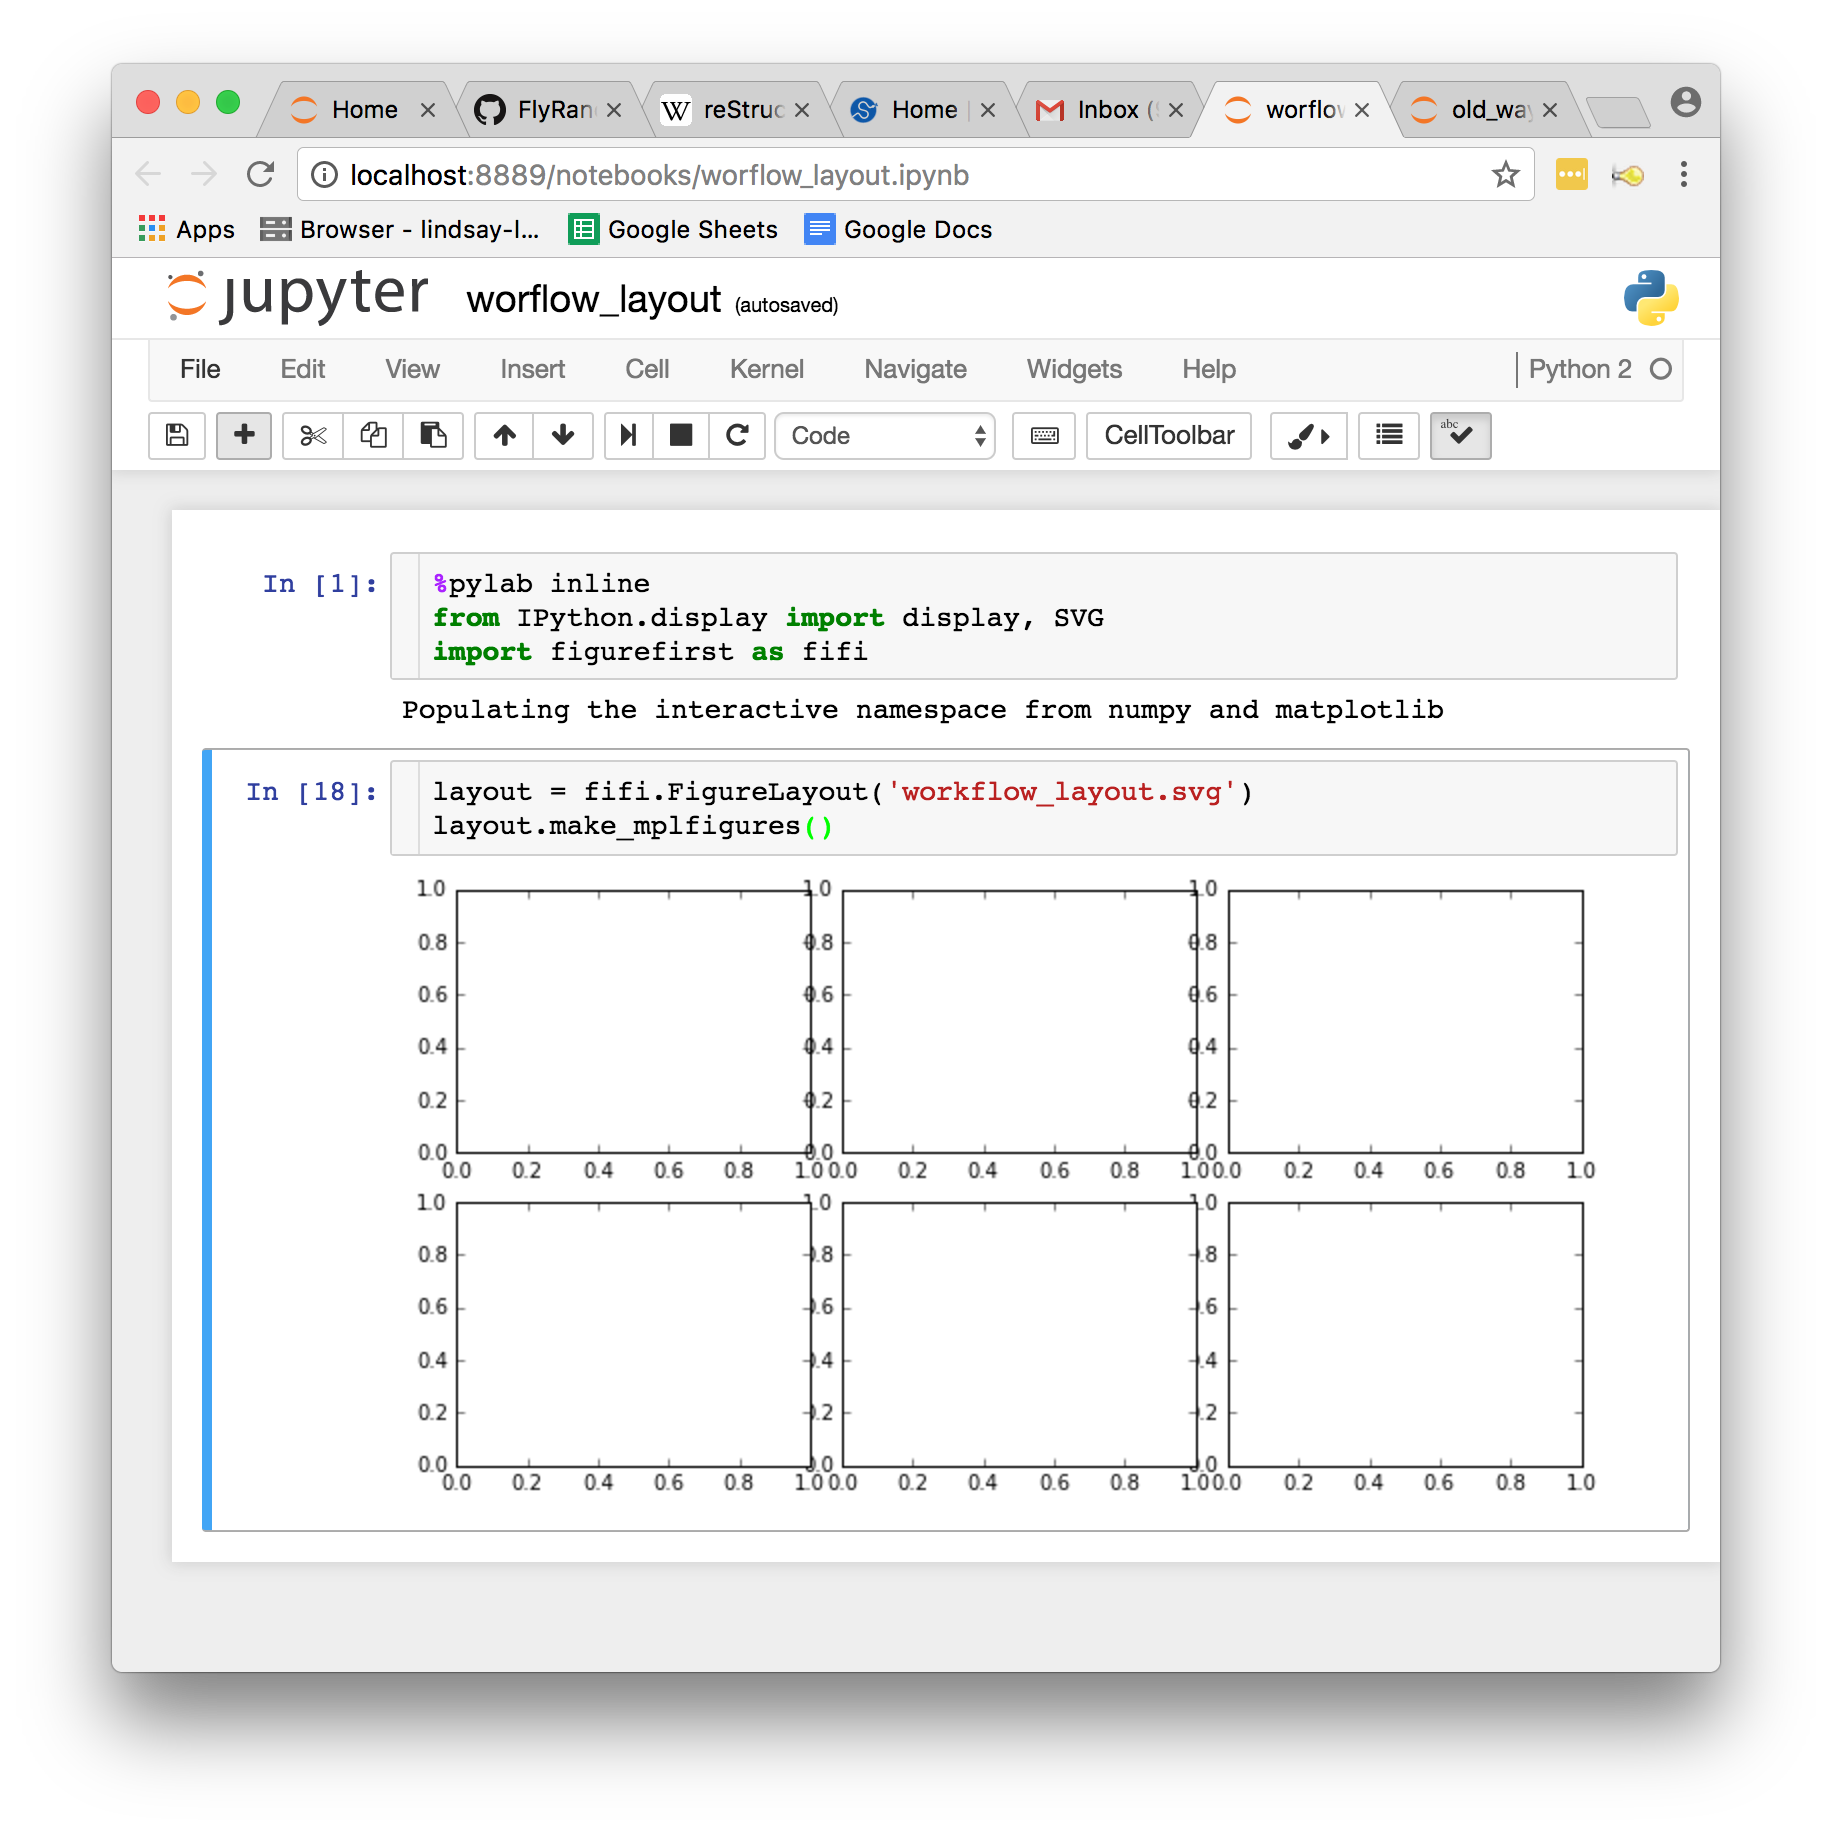 Home
FlyRan
reStruc
Home
Inbox (
worflow
old_way
localhost:8889/notebooks/worflow_layout.ipynb
Apps
Browser - lindsay-l...
Google Sheets
Google Docs
jupyter worflow_layout (autosaved)
File Edit View Insert Cell Kernel Navigate Widgets Help Python 2
Code
CellToolbar
abc
In [1]: %pylab inline
from IPython.display import display, SVG
import figurefirst as fifi
Populating the interactive namespace from numpy and matplotlib
In [18]: layout = fifi.FigureLayout('workflow_layout.svg')
layout.make_mplfigures()
1.0 1.0 1.0
0.8 0.8 0.8
0.6 0.6 0.6
0.4 0.4 0.4
0.2 0.2 0.2
0.0 0.0 0.0
0.0 0.2 0.4 0.6 0.8 1.0 0.0 0.2 0.4 0.6 0.8 1.0 0.0 0.2 0.4 0.6 0.8 1.0
1.0 1.0 1.0
0.8 0.8 0.8
0.6 0.6 0.6
0.4 0.4 0.4
0.2 0.2 0.2
0.0 0.0 0.0
0.0 0.2 0.4 0.6 0.8 1.0 0.0 0.2 0.4 0.6 0.8 1.0 0.0 0.2 0.4 0.6 0.8 1.0